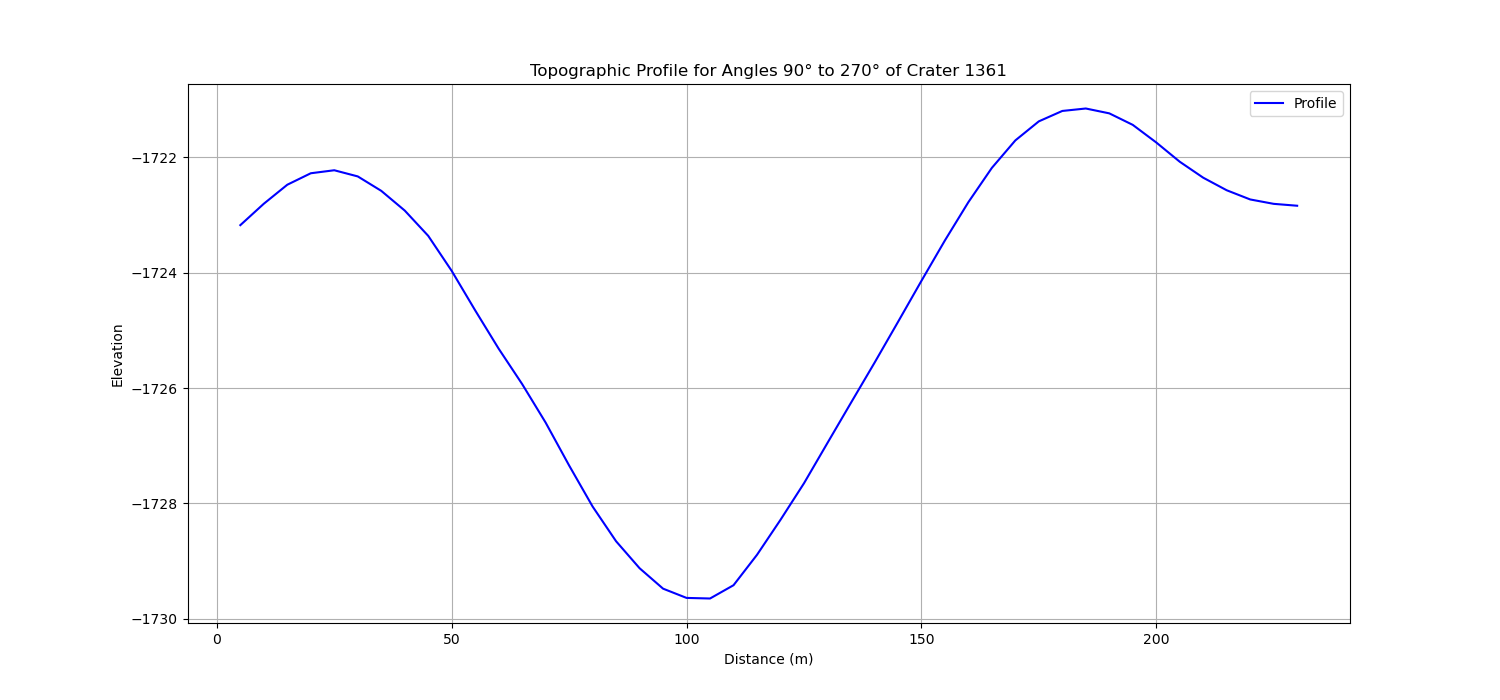 Topographic Profile for Angles 90° to 270° of Crater 1361
Profile
−1722
−1724
−1726
−1728
−1730
Elevation
0
50
100
150
200
Distance (m)